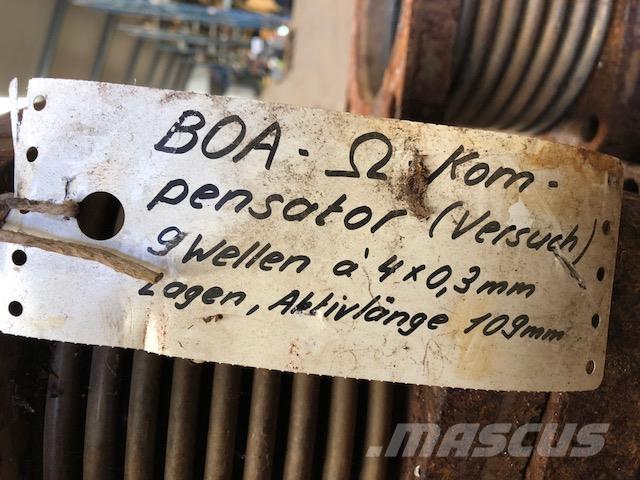 BOA - Ω Kom -
pensator (Versuch)
9 Wellen á 4 x 0,3 mm
Lagen, Aktivlänge 109 mm
.MASCUS